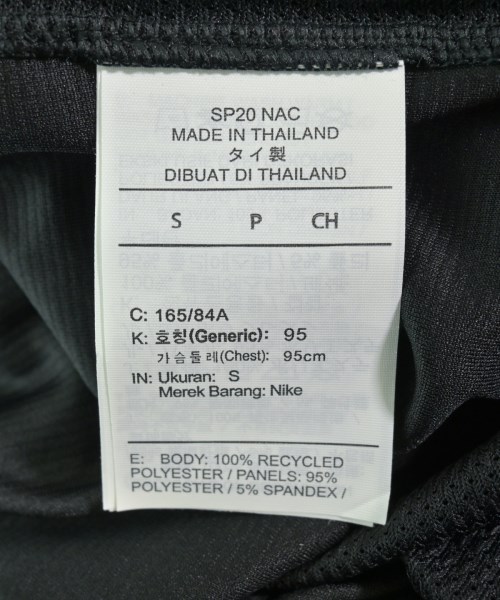 SP20 NAC
MADE IN THAILAND
タイ製
DIBUAT DI THAILAND
S P CH
C: 165/84A
K: 호칭(Generic): 95
가슴둘레(Chest): 95cm
IN: Ukuran: S
Merek Barang: Nike
E: BODY: 100% RECYCLED
POLYESTER / PANELS: 95%
POLYESTER / 5% SPANDEX /